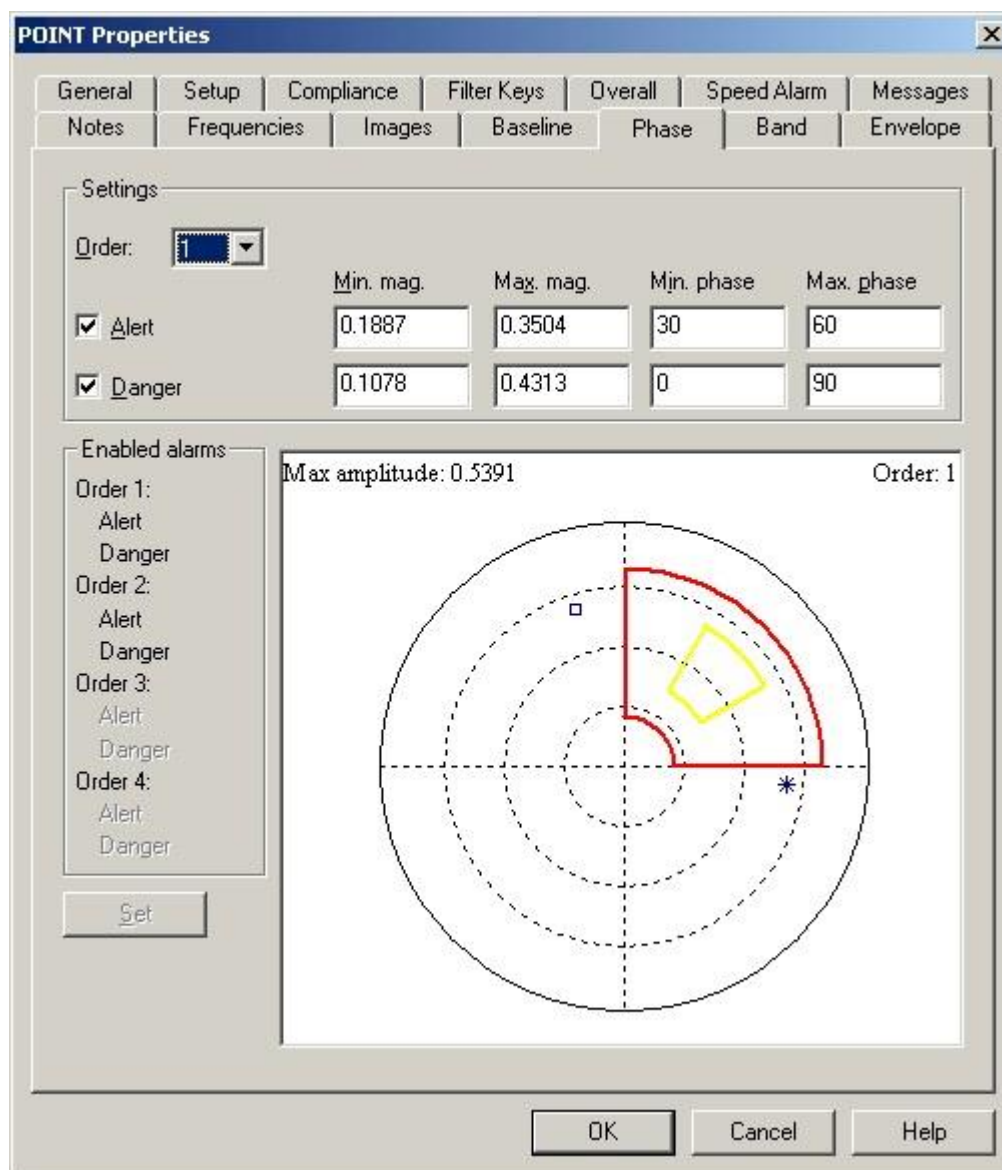 POINT Properties
General Setup Compliance Filter Keys Overall Speed Alarm Messages
Notes Frequencies Images Baseline Phase Band Envelope
Settings
Order: 1
Min. mag. Max. mag. Min. phase Max. phase
Alert 0.1887 0.3504 30 60
Danger 0.1078 0.4313 0 90
Enabled alarms
Order 1:
Alert
Danger
Order 2:
Alert
Danger
Order 3:
Alert
Danger
Order 4:
Alert
Danger
Set
Max amplitude: 0.5391 Order: 1
OK Cancel Help